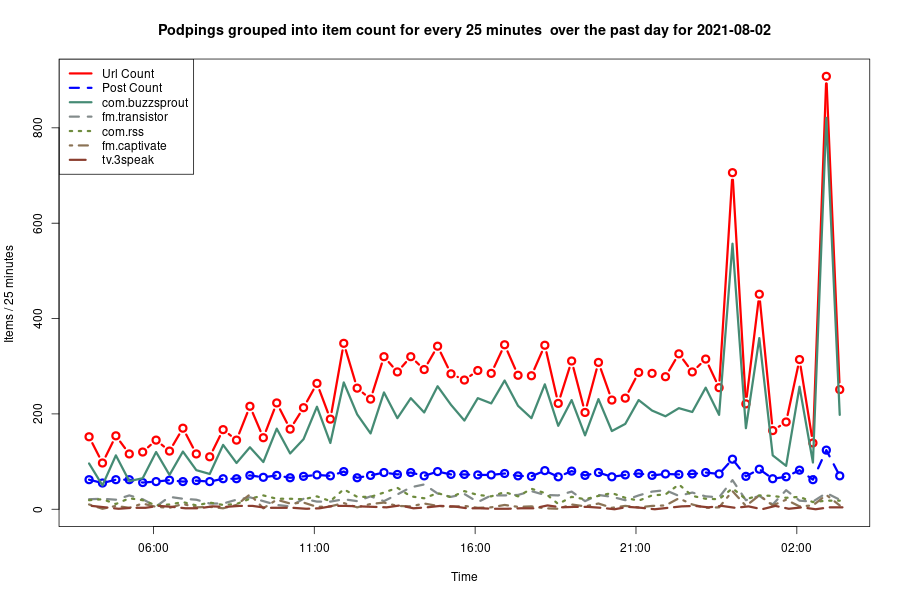 Podpings grouped into item count for every 25 minutes  over the past day for 2021-08-02
Url Count
Post Count
com.buzzsprout
fm.transistor
com.rss
fm.captivate
tv.3speak
Items / 25 minutes
800
600
400
200
0
06:00 11:00 16:00 21:00 02:00
Time